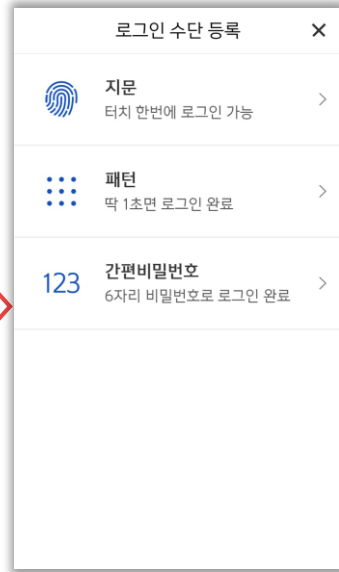 로그인 수단 등록
지문
터치 한번에 로그인 가능
패턴
딱 1초면 로그인 완료
123
간편비밀번호
6자리 비밀번호로 로그인 완료